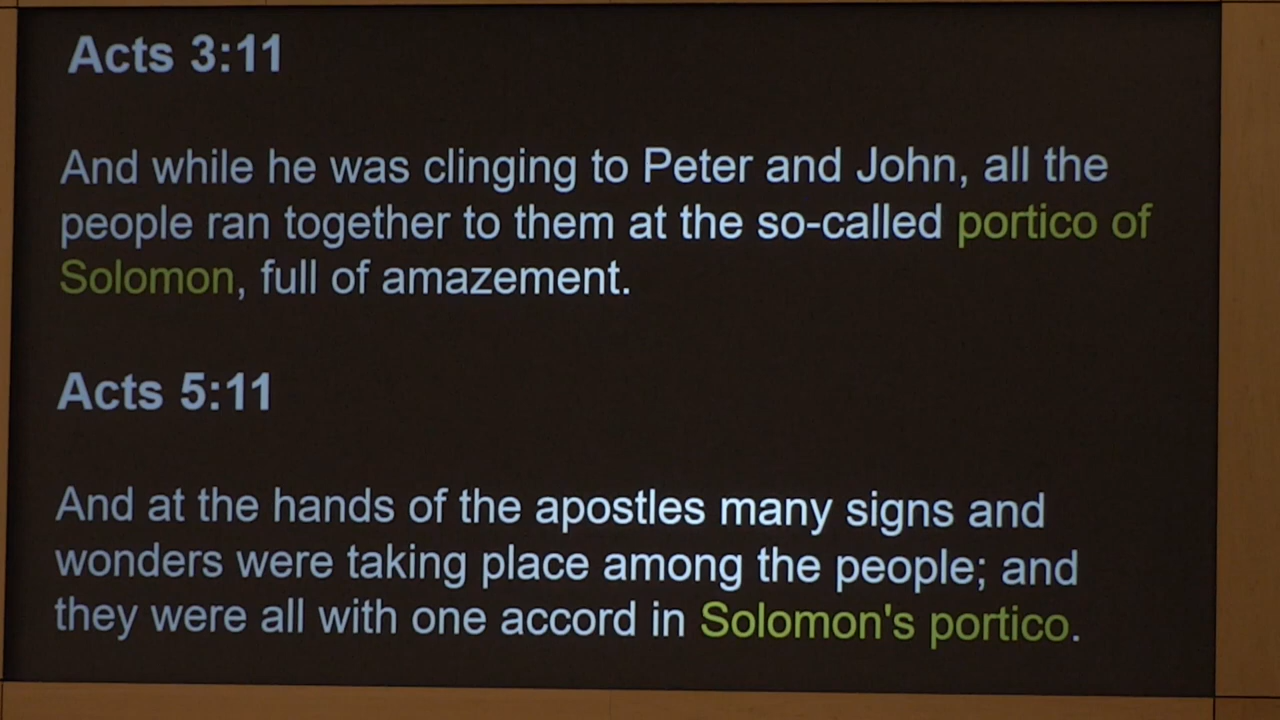 Acts 3:11
And while he was clinging to Peter and John, all the
people ran together to them at the so-called portico of
Solomon, full of amazement.
Acts 5:11
And at the hands of the apostles many signs and
wonders were taking place among the people; and
they were all with one accord in Solomon's portico.